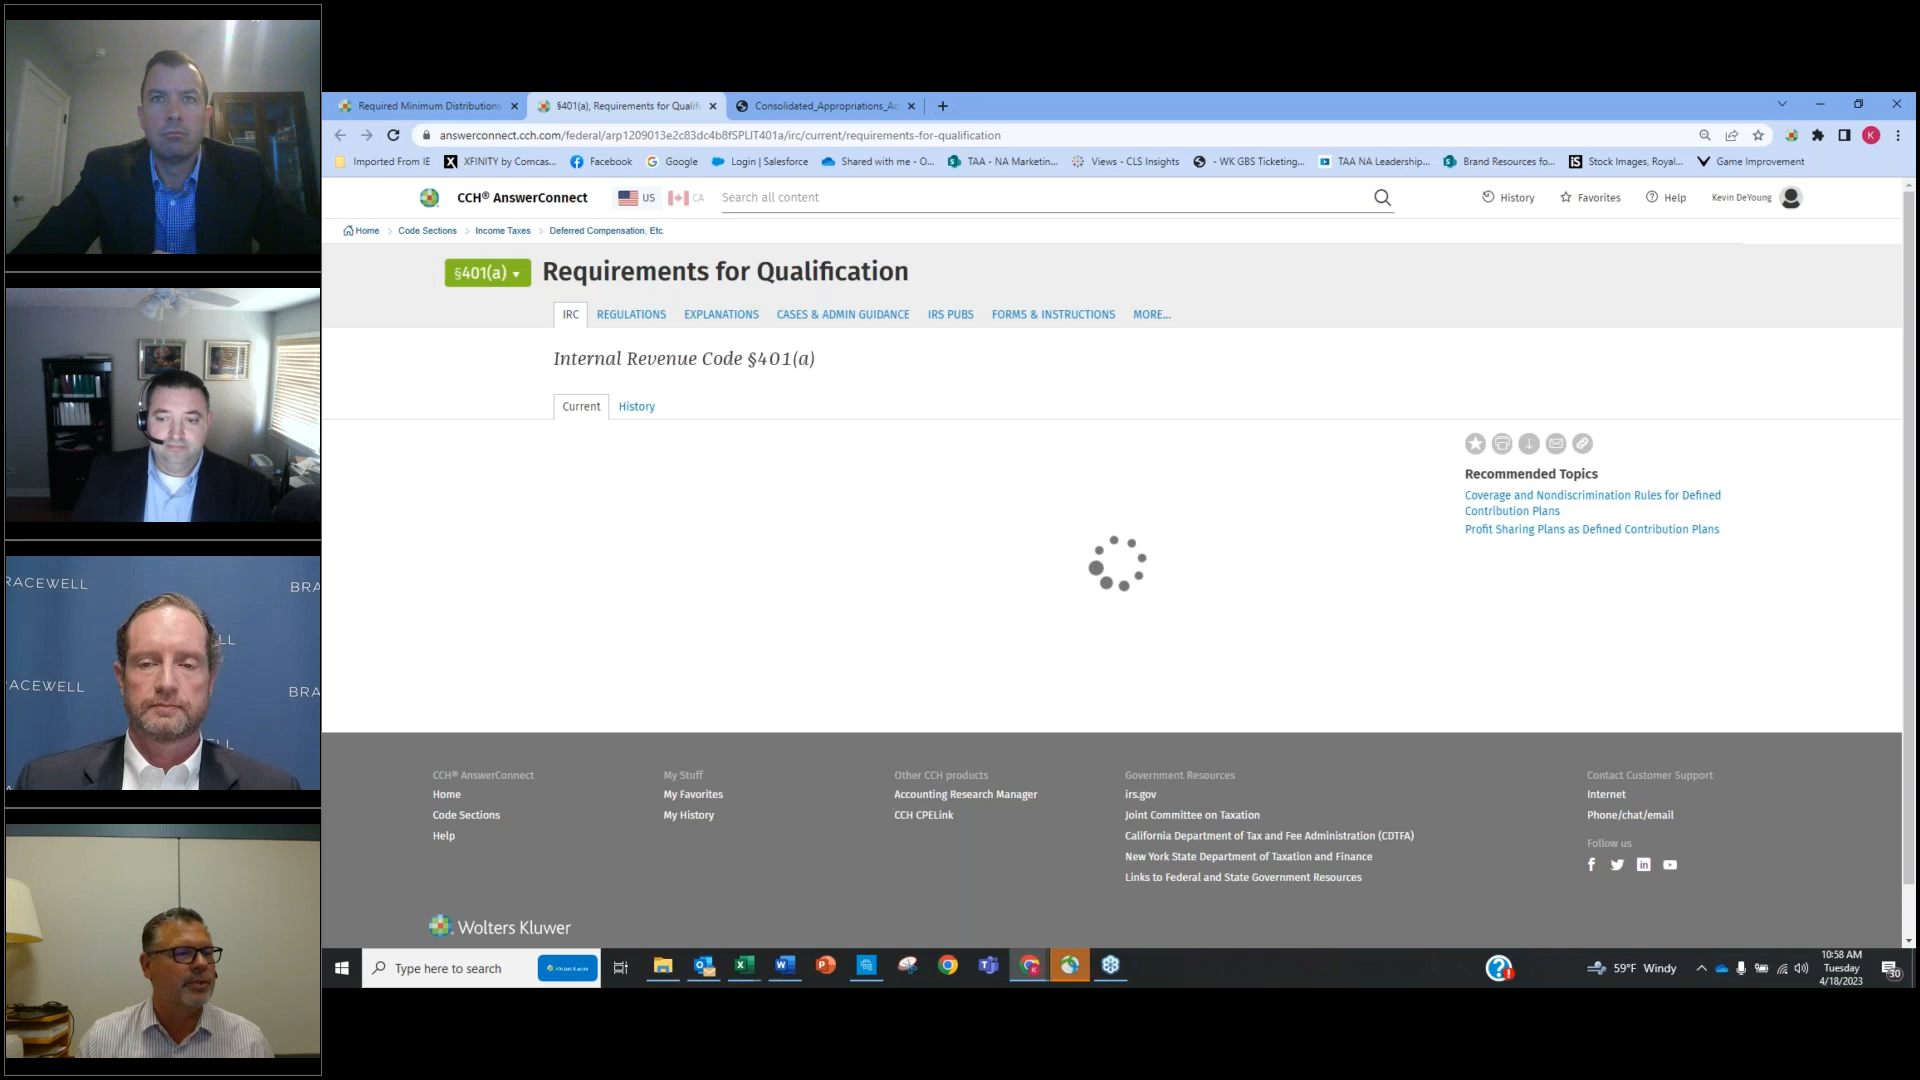 RACEWELL
BRA
LL
ACEWELL
BRA
LL
Required Minimum Distributions
§401(a), Requirements for Qualifi
Consolidated_Appropriations_Ac
answerconnect.cch.com/federal/arp1209013e2c83dc4b8fSPLIT401a/irc/current/requirements-for-qualification
K
Imported From IE
XFINITY by Comcas...
Facebook
Google
Login | Salesforce
Shared with me - O...
TAA - NA Marketin...
Views - CLS Insights
- WK GBS Ticketing...
TAA NA Leadership...
Brand Resources fo...
iS
Stock Images, Royal...
Game Improvement
CCH® AnswerConnect
US
CA
Search all content
History
Favorites
Help
Kevin DeYoung
Home > Code Sections > Income Taxes > Deferred Compensation, Etc.
§401(a)
Requirements for Qualification
IRC
REGULATIONS
EXPLANATIONS
CASES & ADMIN GUIDANCE
IRS PUBS
FORMS & INSTRUCTIONS
MORE...
Internal Revenue Code §401(a)
Current
History
Recommended Topics
Coverage and Nondiscrimination Rules for Defined
Contribution Plans
Profit Sharing Plans as Defined Contribution Plans
CCH® AnswerConnect
Home
Code Sections
Help
My Stuff
My Favorites
My History
Other CCH products
Accounting Research Manager
CCH CPELink
Government Resources
irs.gov
Joint Committee on Taxation
California Department of Tax and Fee Administration (CDTFA)
New York State Department of Taxation and Finance
Links to Federal and State Government Resources
Contact Customer Support
Internet
Phone/chat/email
Follow us
Wolters Kluwer
Type here to search
59°F Windy
10:58 AM
Tuesday
4/18/2023
30